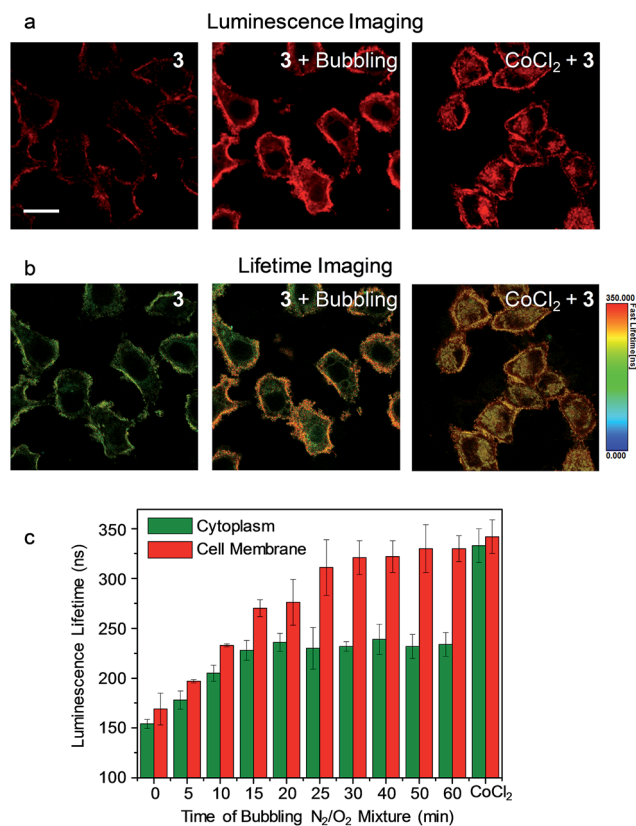 a
Luminescence Imaging
3
3 + Bubbling
CoCl₂ + 3
b
Lifetime Imaging
3
3 + Bubbling
CoCl₂ + 3
350.000
Fast Lifetime[ns]
0.000
c
Cytoplasm
Cell Membrane
Luminescence Lifetime (ns)
350
300
250
200
150
100
0 5 10 15 20 25 30 40 50 60 CoCl₂
Time of Bubbling N₂/O₂ Mixture (min)